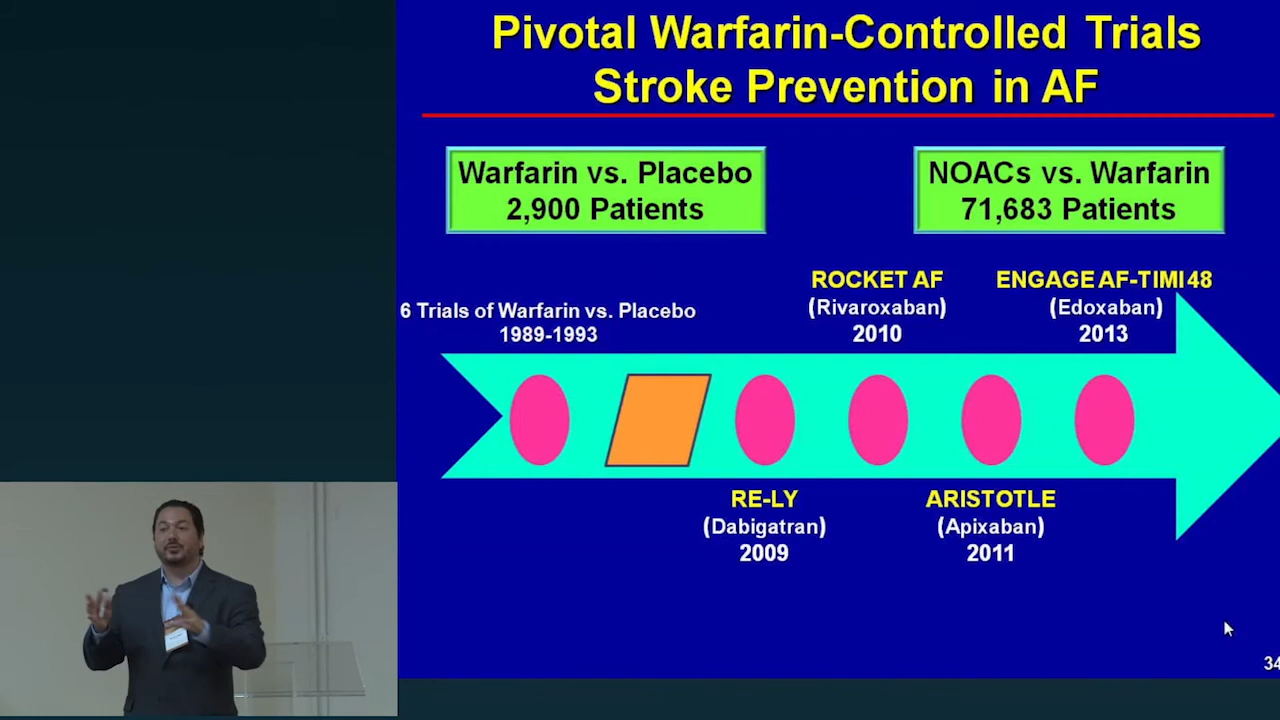 Pivotal Warfarin-Controlled Trials
Stroke Prevention in AF
Warfarin vs. Placebo
2,900 Patients
NOACs vs. Warfarin
71,683 Patients
6 Trials of Warfarin vs. Placebo
1989-1993
ROCKET AF
(Rivaroxaban)
2010
ENGAGE AF-TIMI 48
(Edoxaban)
2013
RE-LY
(Dabigatran)
2009
ARISTOTLE
(Apixaban)
2011
34